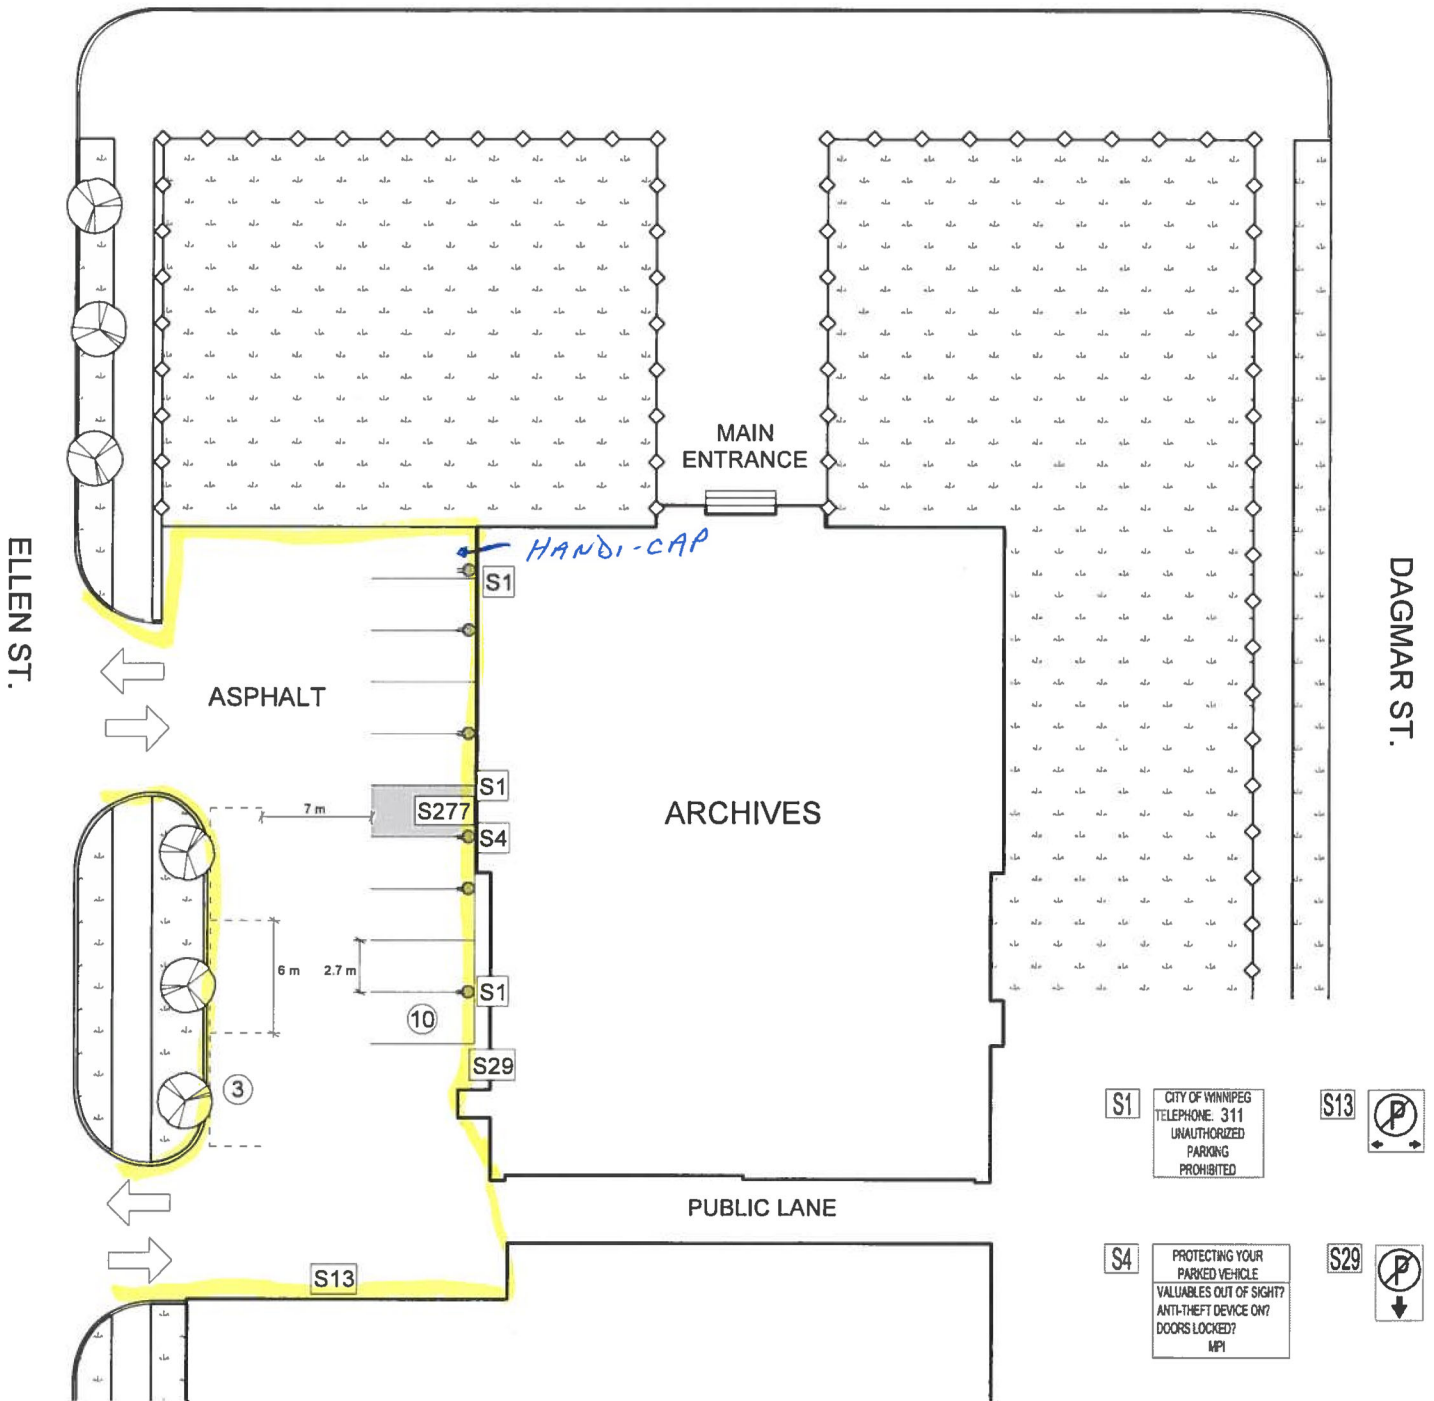 MAIN
ENTRANCE
HANDI-CAP
S1
ELLEN ST.
DAGMAR ST.
ASPHALT
S1
7 m
S277
ARCHIVES
S4
6 m
2.7 m
S1
10
S29
3
S1
CITY OF WINNIPEG
TELEPHONE: 311
UNAUTHORIZED
PARKING
PROHIBITED
S13
P
PUBLIC LANE
S4
PROTECTING YOUR
PARKED VEHICLE
VALUABLES OUT OF SIGHT?
ANTI-THEFT DEVICE ON?
DOORS LOCKED?
MPI
S29
P
S13